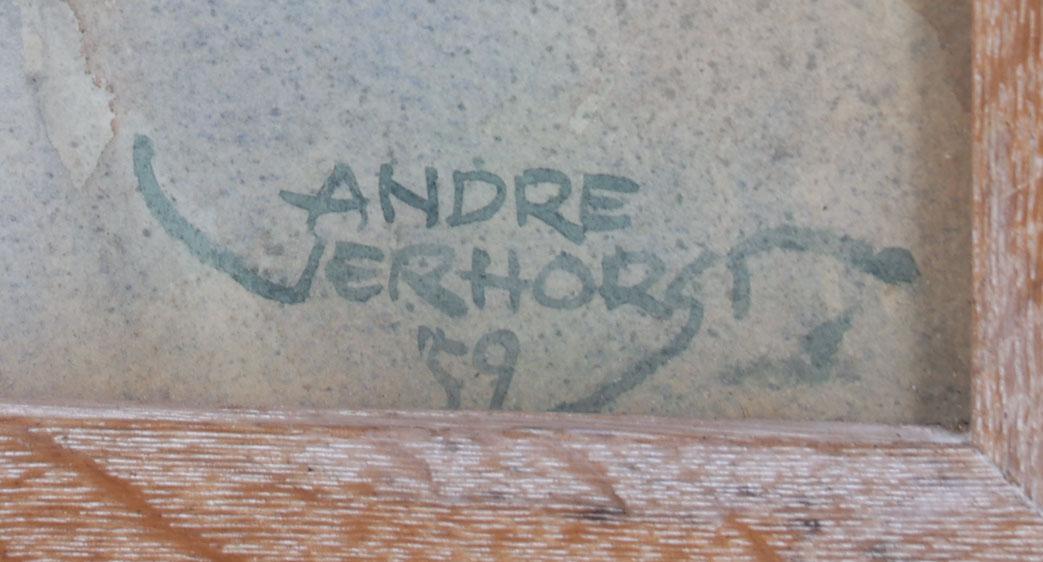 ANDRE
VERHORST
59